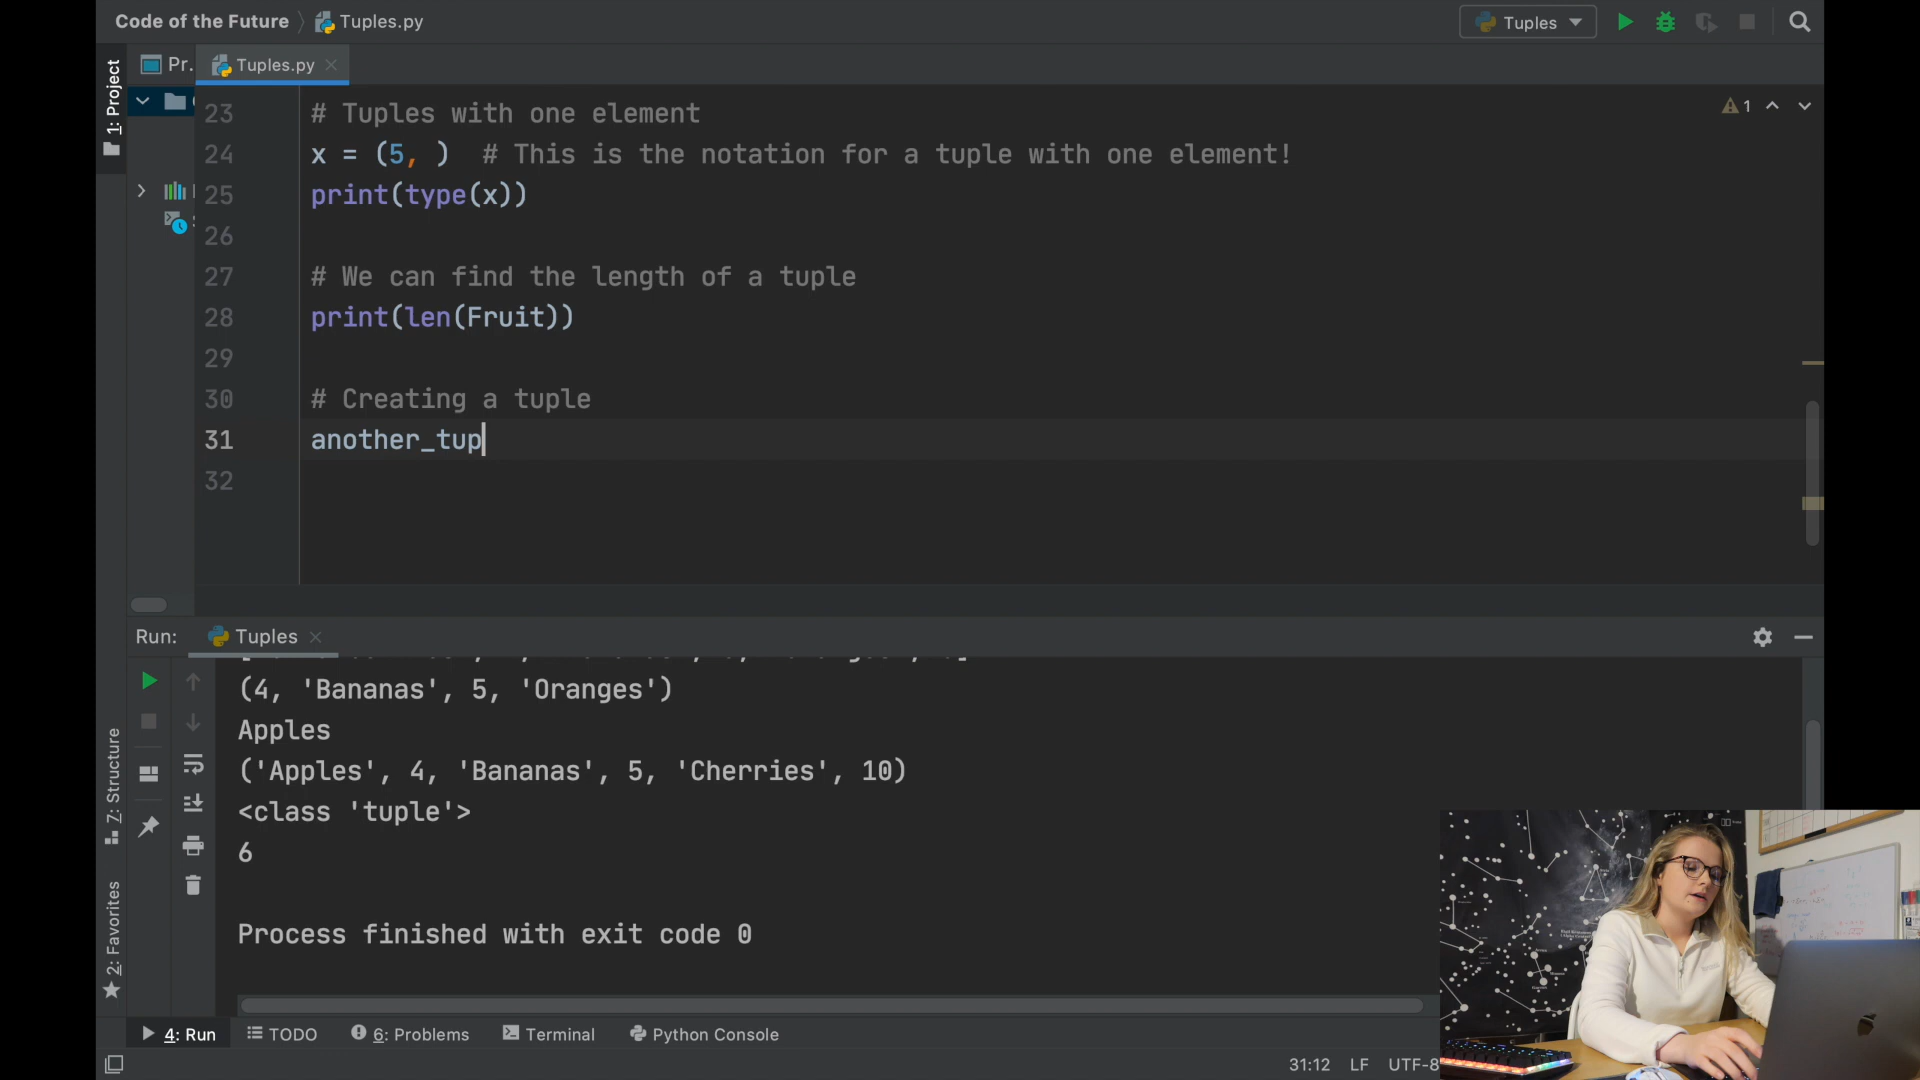 Code of the Future
Tuples.py
Tuples
1: Project
Pr.
Tuples.py
1
23 # Tuples with one element
24 x = (5, )  # This is the notation for a tuple with one element!
25 print(type(x))
26
27 # We can find the length of a tuple
28 print(len(Fruit))
29
30 # Creating a tuple
31 another_tup
32
Run:
Tuples
(4, 'Bananas', 5, 'Oranges')
Apples
('Apples', 4, 'Bananas', 5, 'Cherries', 10)
<class 'tuple'>
6
Process finished with exit code 0
Z: Structure
2: Favorites
4: Run
TODO
6: Problems
Terminal
Python Console
31:12
LF
UTF-8